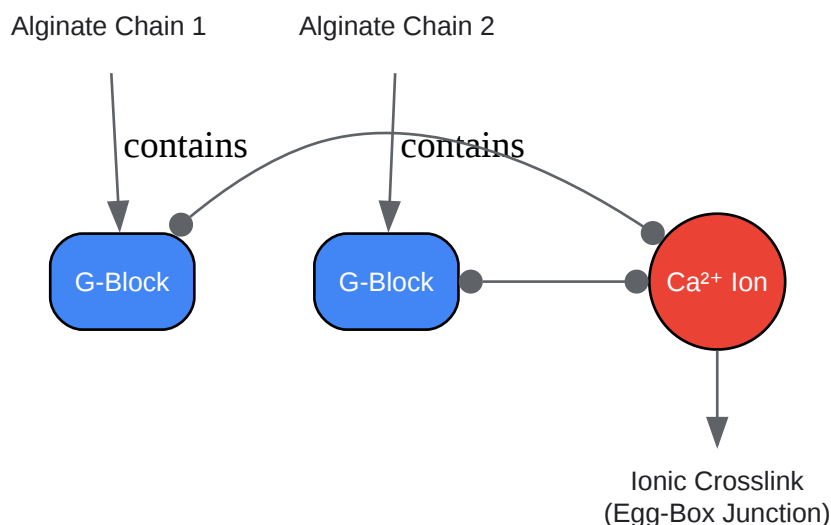 Alginate Chain 1
Alginate Chain 2
contains
contains
G-Block
G-Block
Ca²⁺ Ion
Ionic Crosslink
(Egg-Box Junction)